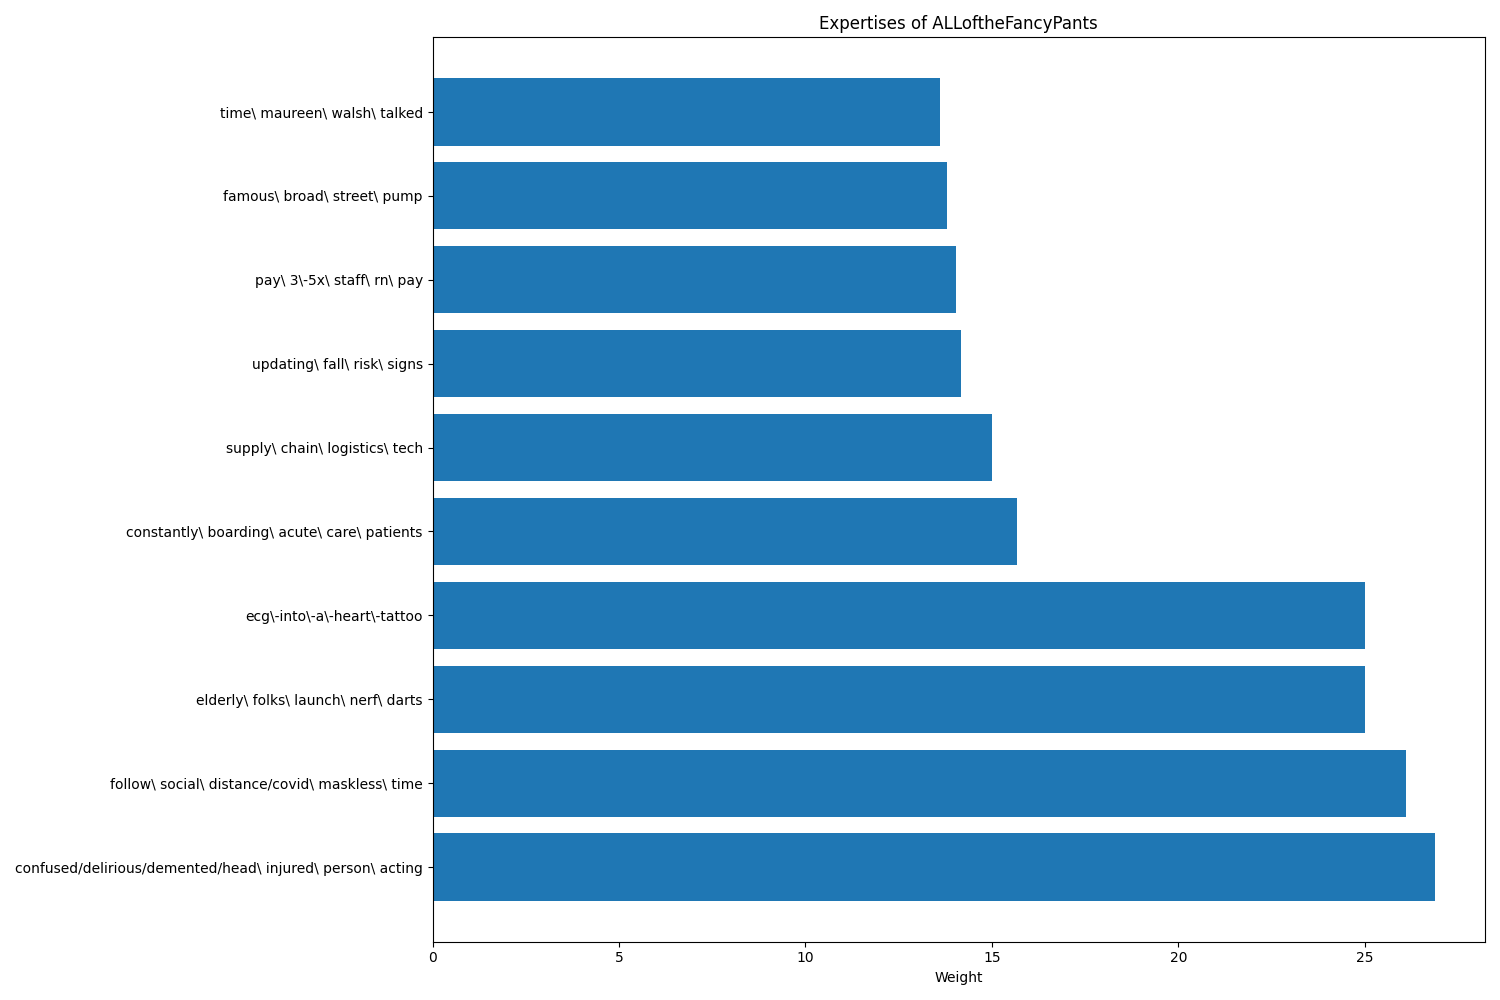 Expertises of ALLoftheFancyPants
time\ maureen\ walsh\ talked
famous\ broad\ street\ pump
pay\ 3\-5x\ staff\ rn\ pay
updating\ fall\ risk\ signs
supply\ chain\ logistics\ tech
constantly\ boarding\ acute\ care\ patients
ecg\-into\-a\-heart\-tattoo
elderly\ folks\ launch\ nerf\ darts
follow\ social\ distance/covid\ maskless\ time
confused/delirious/demented/head\ injured\ person\ acting
0 5 10 15 20 25
Weight